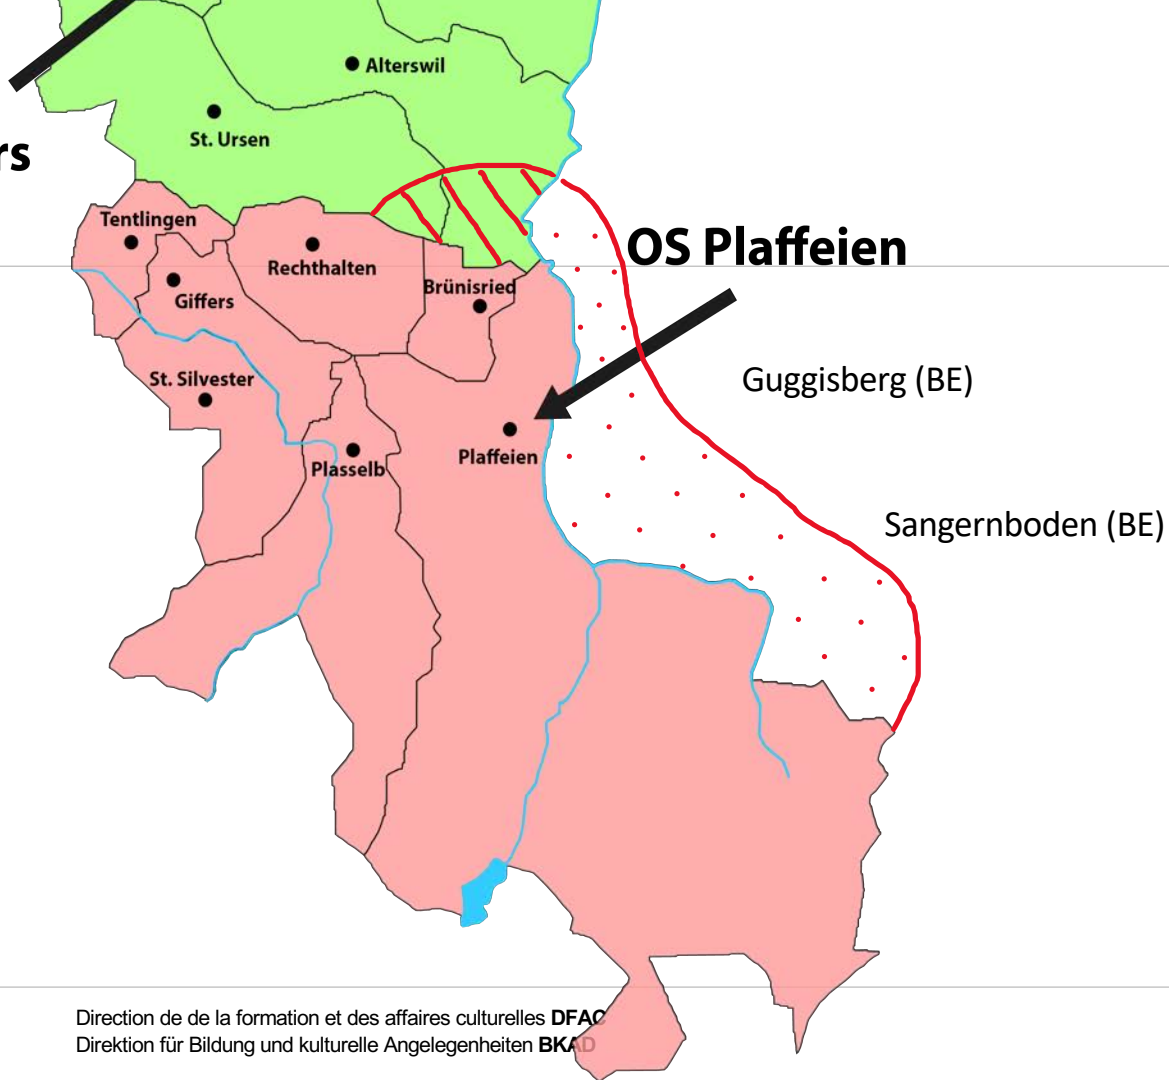 Alterswil
St. Ursen
rs
Tentlingen
OS Plaffeien
Rechthalten
Giffers
Brünisried
St. Silvester
Guggisberg (BE)
Plaffeien
Plasselb
Sangernboden (BE)
Direction de de la formation et des affaires culturelles DFAC
Direktion für Bildung und kulturelle Angelegenheiten BKAD